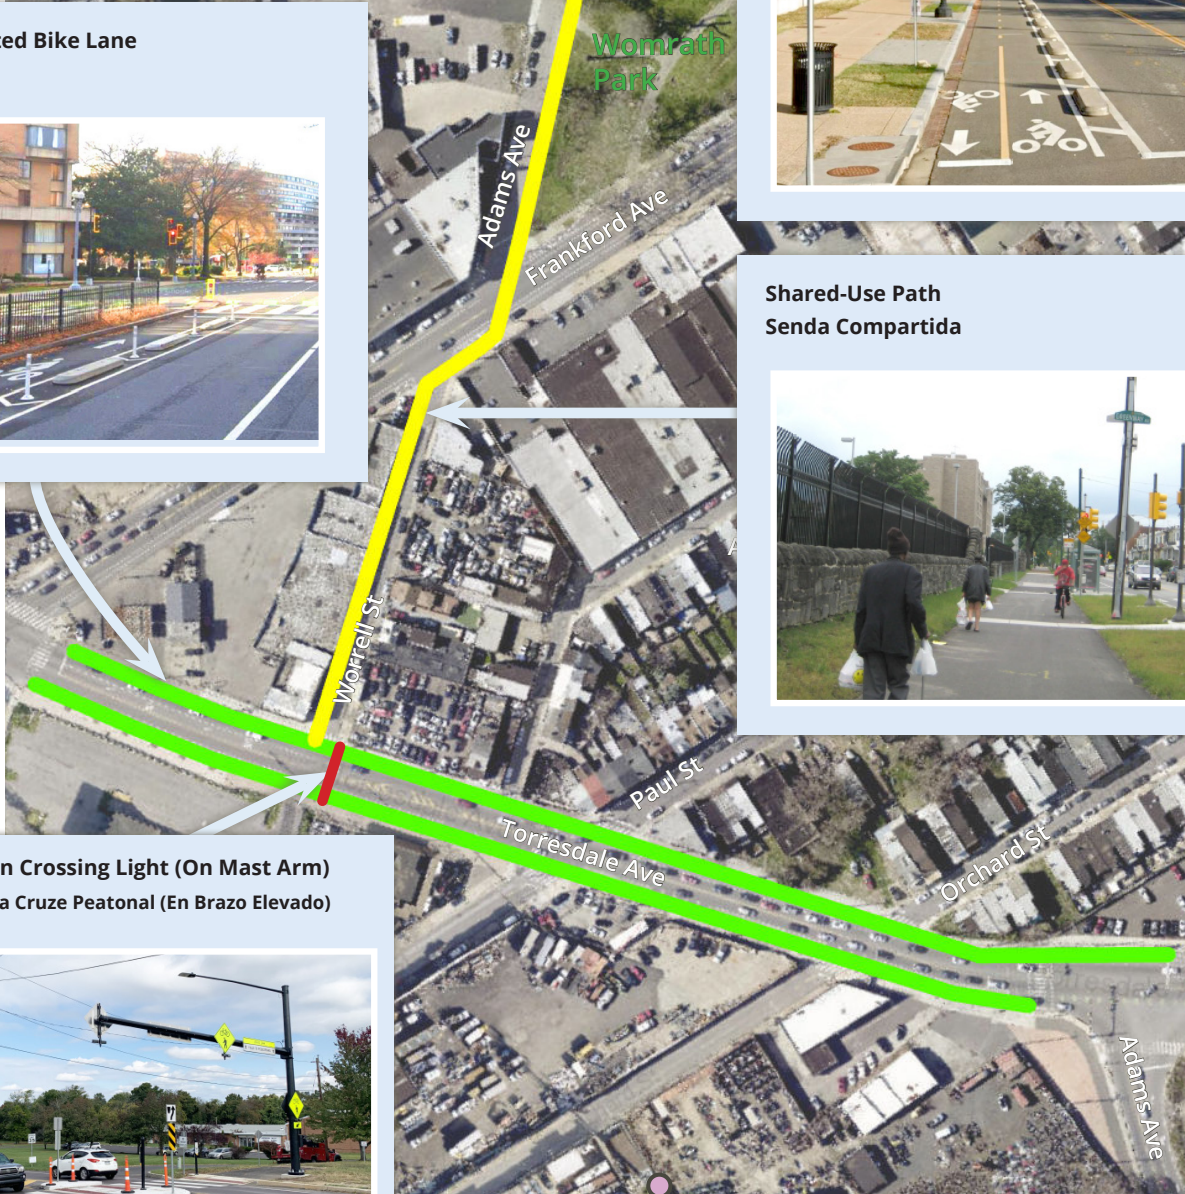 ted Bike Lane
Womrath
Park
Adams Ave
Frankford Ave
Shared-Use Path
Senda Compartida
Worrell St
Paul St
Torresdale Ave
Orchard St
n Crossing Light (On Mast Arm)
a Cruze Peatonal (En Brazo Elevado)
Adams Ave